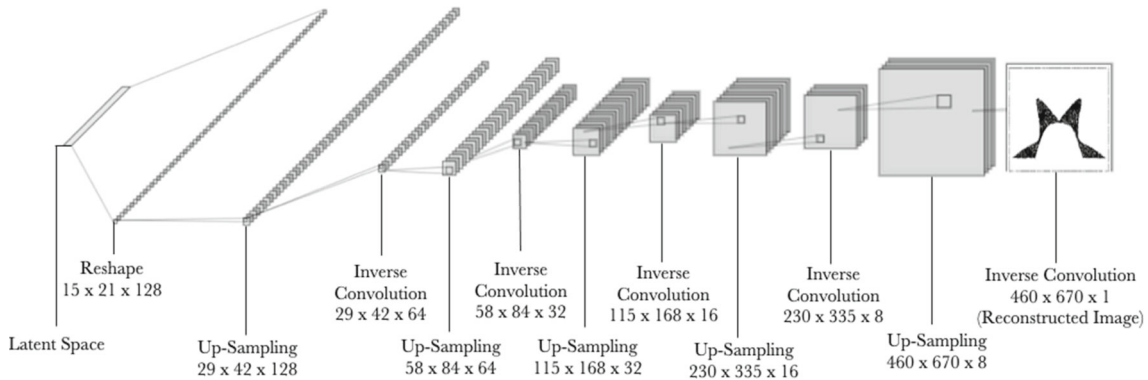 Reshape
15 x 21 x 128
Latent Space
Up-Sampling
29 x 42 x 128
Inverse
Convolution
29 x 42 x 64
Up-Sampling
58 x 84 x 64
Inverse
Convolution
58 x 84 x 32
Up-Sampling
115 x 168 x 32
Inverse
Convolution
115 x 168 x 16
Up-Sampling
230 x 335 x 16
Inverse
Convolution
230 x 335 x 8
Up-Sampling
460 x 670 x 8
Inverse Convolution
460 x 670 x 1
(Reconstructed Image)